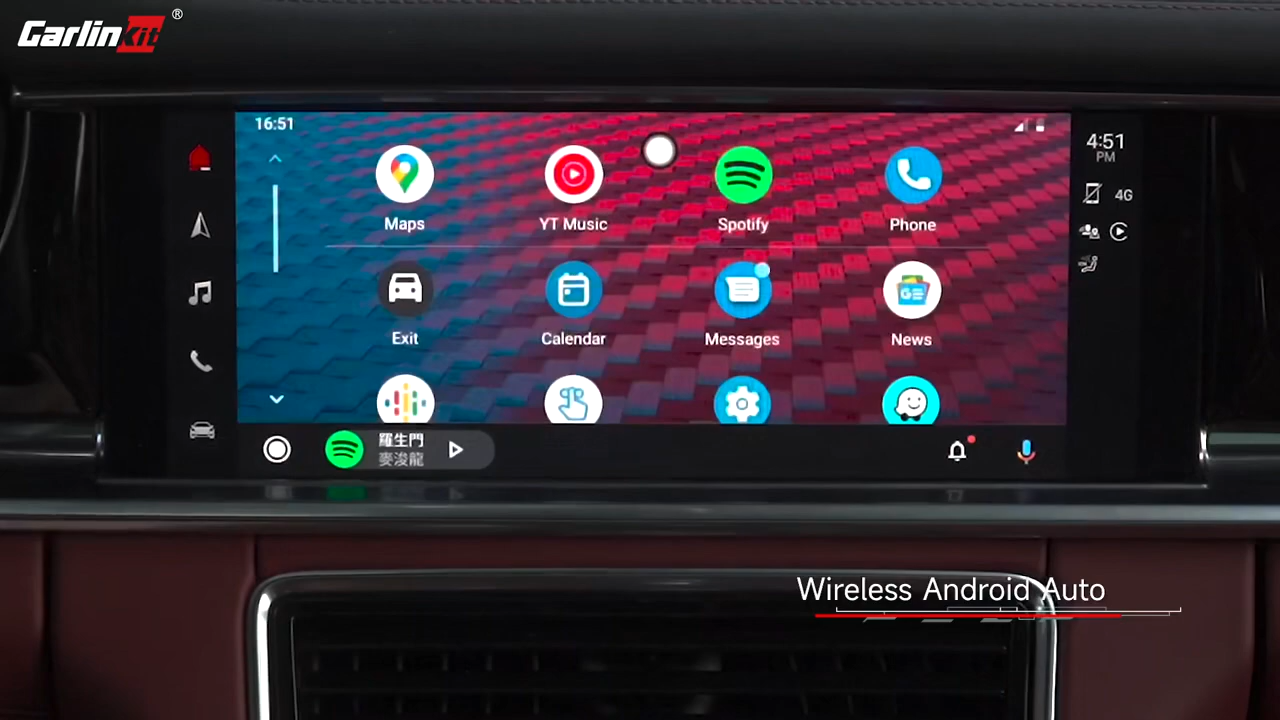 Carlinkit®
16:51
4:51
PM
4G
Maps
YT Music
Spotify
Phone
Exit
Calendar
Messages
News
GE
羅生門
麥浚龍
Wireless Android Auto